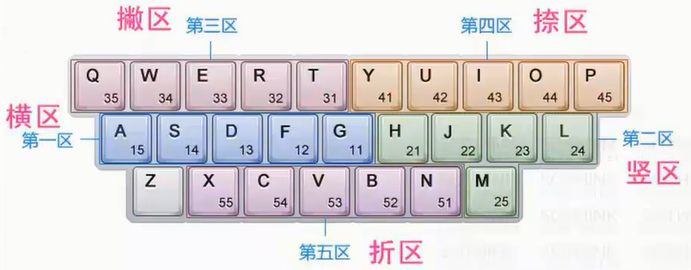 撇区 第三区 第四区 捺区
Q W E R T Y U I O P
35 34 33 32 31 41 42 43 44 45
横区
第一区 A S D F G H J K L 第二区
15 14 13 12 11 21 22 23 24
竖区
Z X C V B N M
55 54 53 52 51 25
第五区 折区